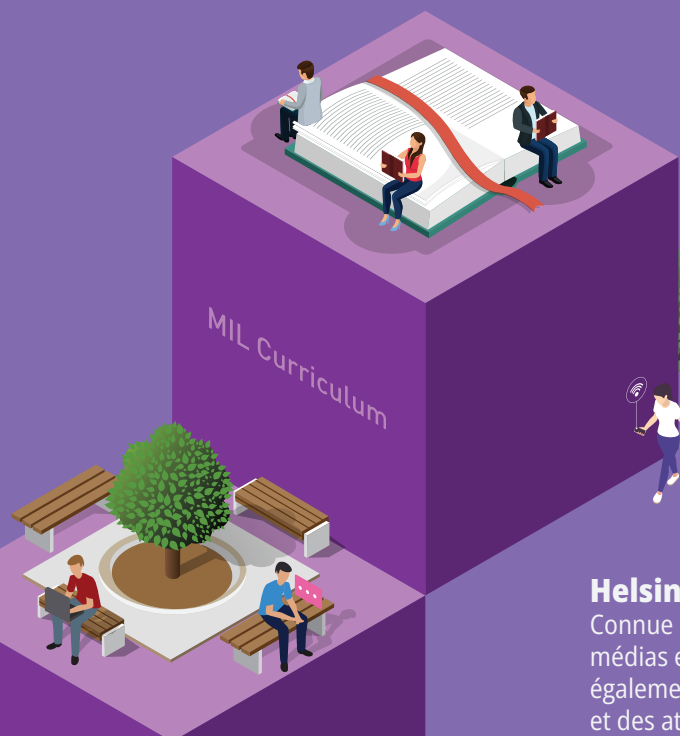 MIL Curriculum
Helsin
Connue
médias e
égaleme
et des at